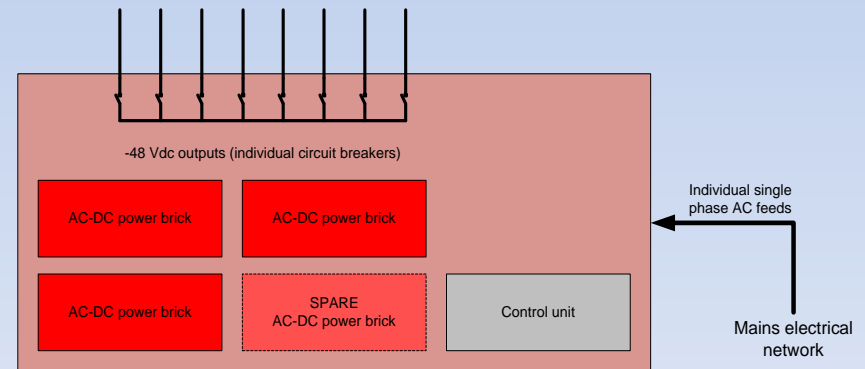 -48 Vdc outputs (individual circuit breakers)
AC-DC power brick
AC-DC power brick
Individual single
phase AC feeds
AC-DC power brick
SPARE
AC-DC power brick
Control unit
Mains electrical
network